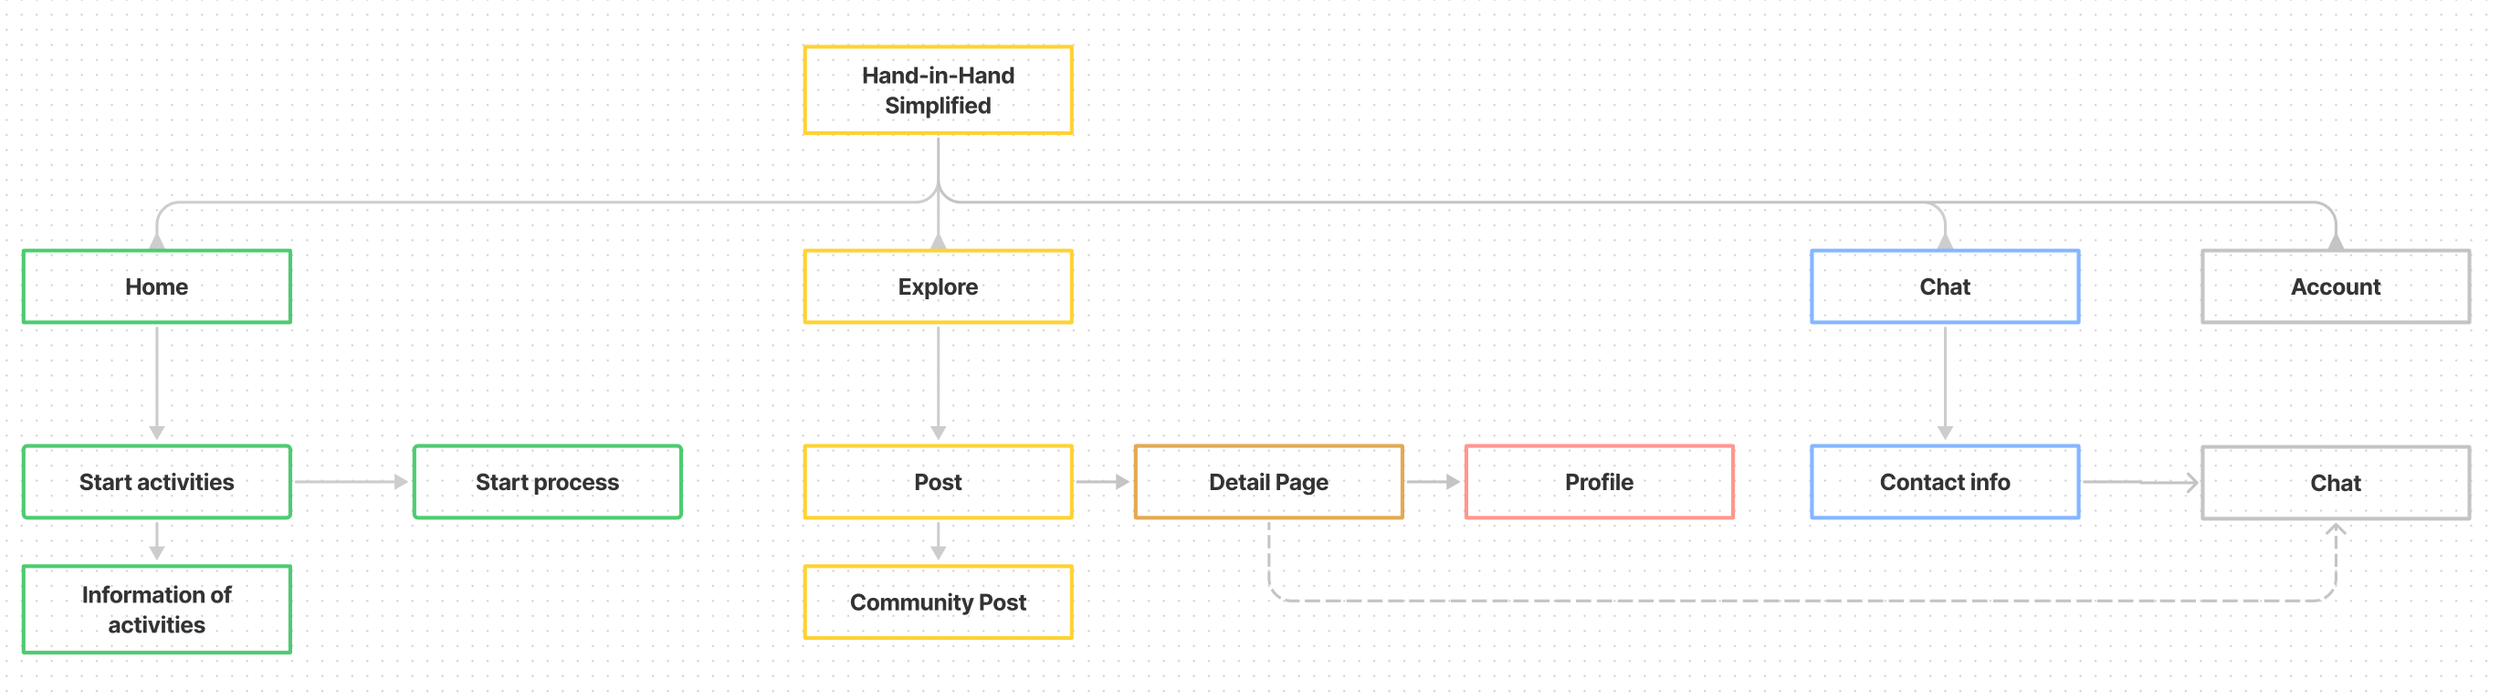 Hand-in-Hand
Simplified
Home
Explore
Chat
Account
Start activities
Start process
Post
Detail Page
Profile
Contact info
Chat
Information of
activities
Community Post